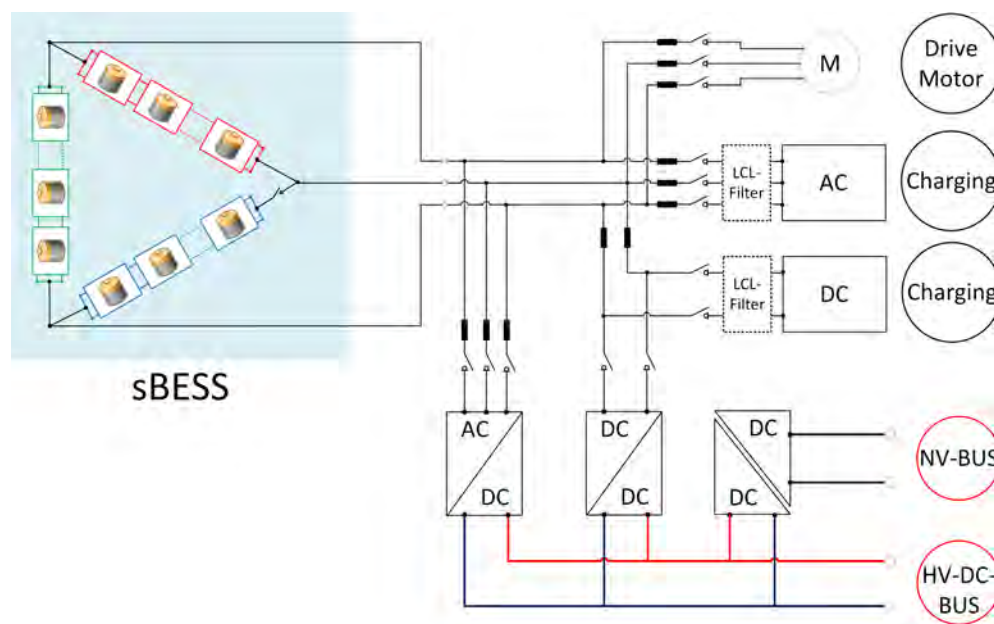 Drive
Motor
M
LCL-
Filter
AC
Charging
LCL-
Filter
DC
Charging
sBESS
AC
DC
DC
DC
DC
DC
NV-BUS
HV-DC-
BUS